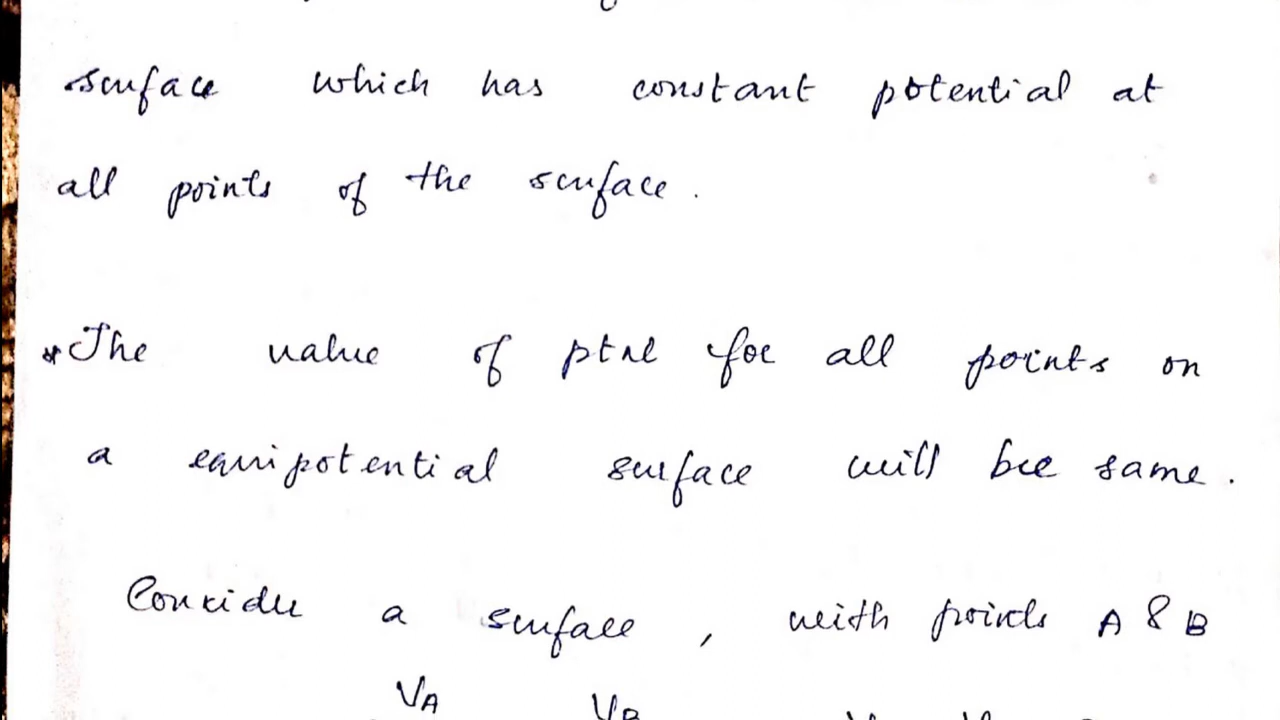 surface which has constant potential at
all points of the surface.
* The value of ptnl for all points on
a equipotential surface will be same.
Consider a surface, with points A & B
VA VB